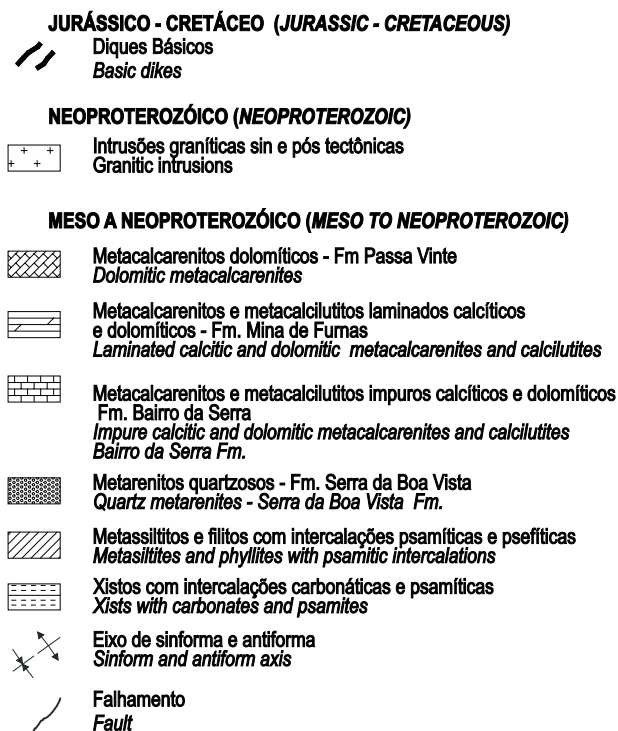 JURÁSSICO - CRETÁCEO (JURASSIC - CRETACEOUS)
Diques Básicos
Basic dikes
NEOPROTEROZÓICO (NEOPROTEROZOIC)
Intrusões graníticas sin e pós tectônicas
Granitic intrusions
MESO A NEOPROTEROZÓICO (MESO TO NEOPROTEROZOIC)
Metacalcarenitos dolomíticos - Fm Passa Vinte
Dolomitic metacalcarenites
Metacalcarenitos e metacalcilutitos laminados calcíticos
e dolomíticos - Fm. Mina de Furnas
Laminated calcitic and dolomitic metacalcarenites and calcilutites
Metacalcarenitos e metacalcilutitos impuros calcíticos e dolomíticos
Fm. Bairro da Serra
Impure calcitic and dolomitic metacalcarenites and calcilutites
Bairro da Serra Fm.
Metarenitos quartzosos - Fm. Serra da Boa Vista
Quartz metarenites - Serra da Boa Vista Fm.
Metassiltitos e filitos com intercalações psamíticas e psefíticas
Metasiltites and phyllites with psamitic intercalations
Xistos com intercalações carbonáticas e psamíticas
Xists with carbonates and psamites
Eixo de sinforma e antiforma
Sinform and antiform axis
Falhamento
Fault